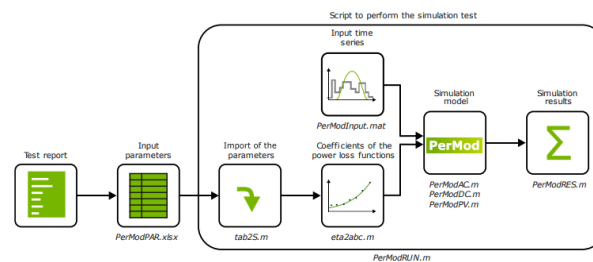 Script to perform the simulation test
Input time
series
PerModInput.mat
Test report
Input
parameters
PerModPAR.xlsx
Import of the
parameters
tab2S.m
Coefficients of the
power loss functions
eta2abc.m
Simulation
model
PerMod
PerModAC.m
PerModDC.m
PerModPV.m
Simulation
results
Σ
PerModRES.m
PerModRUN.m